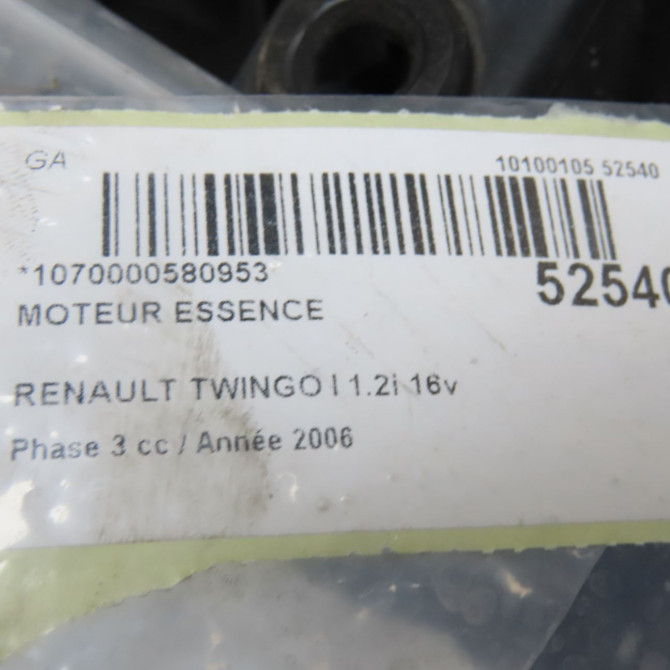 GA
10100105 52540
*1070000580953
52540
MOTEUR ESSENCE
RENAULT TWINGO I 1.2i 16v
Phase 3 cc / Année 2006